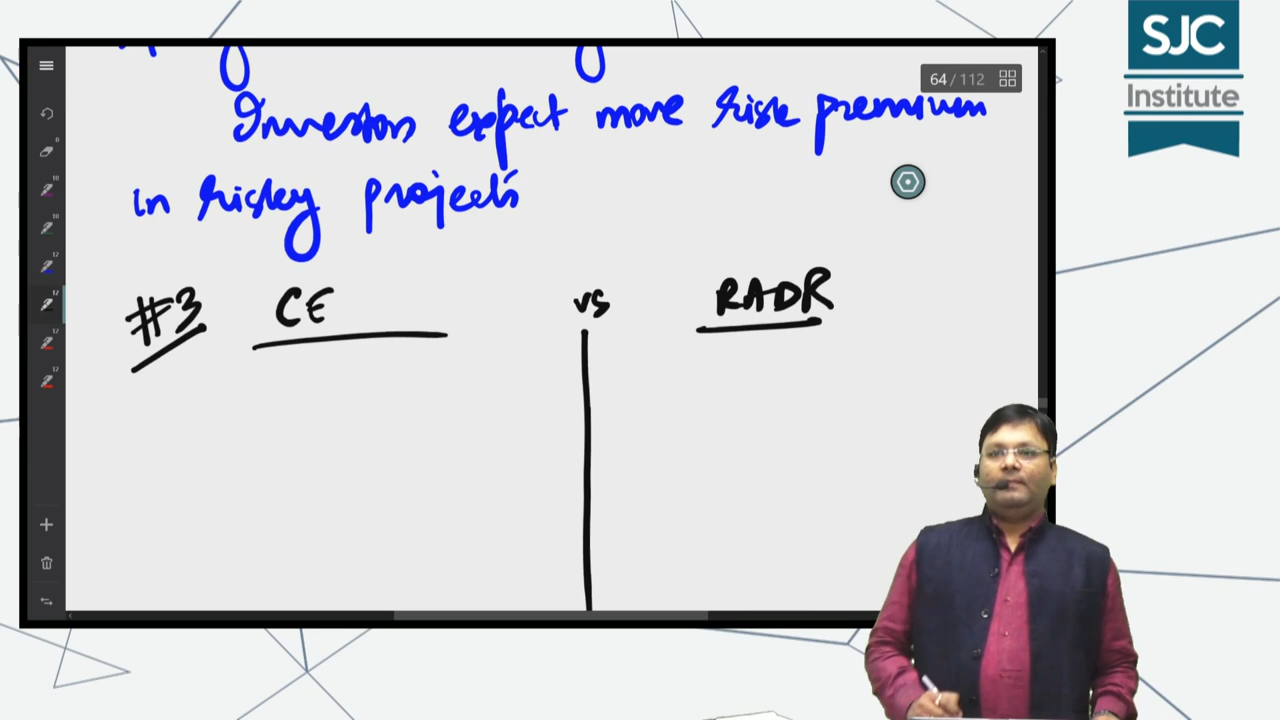 SJC
Institute
64 / 112
Investors expect more risk premium
in risky projects
#3 CE vs RADR